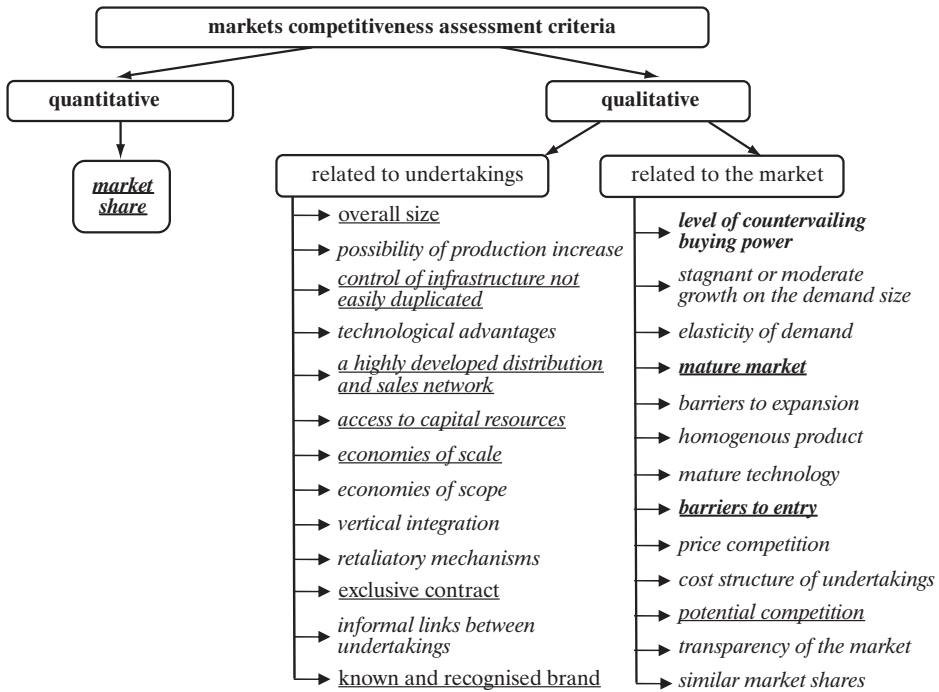 markets competitiveness assessment criteria
quantitative
qualitative
market
share
related to undertakings
overall size
possibility of production increase
control of infrastructure not
easily duplicated
technological advantages
a highly developed distribution
and sales network
access to capital resources
economies of scale
economies of scope
vertical integration
retaliatory mechanisms
exclusive contract
informal links between
undertakings
known and recognised brand
related to the market
level of countervailing
buying power
stagnant or moderate
growth on the demand size
elasticity of demand
mature market
barriers to expansion
homogenous product
mature technology
barriers to entry
price competition
cost structure of undertakings
potential competition
transparency of the market
similar market shares